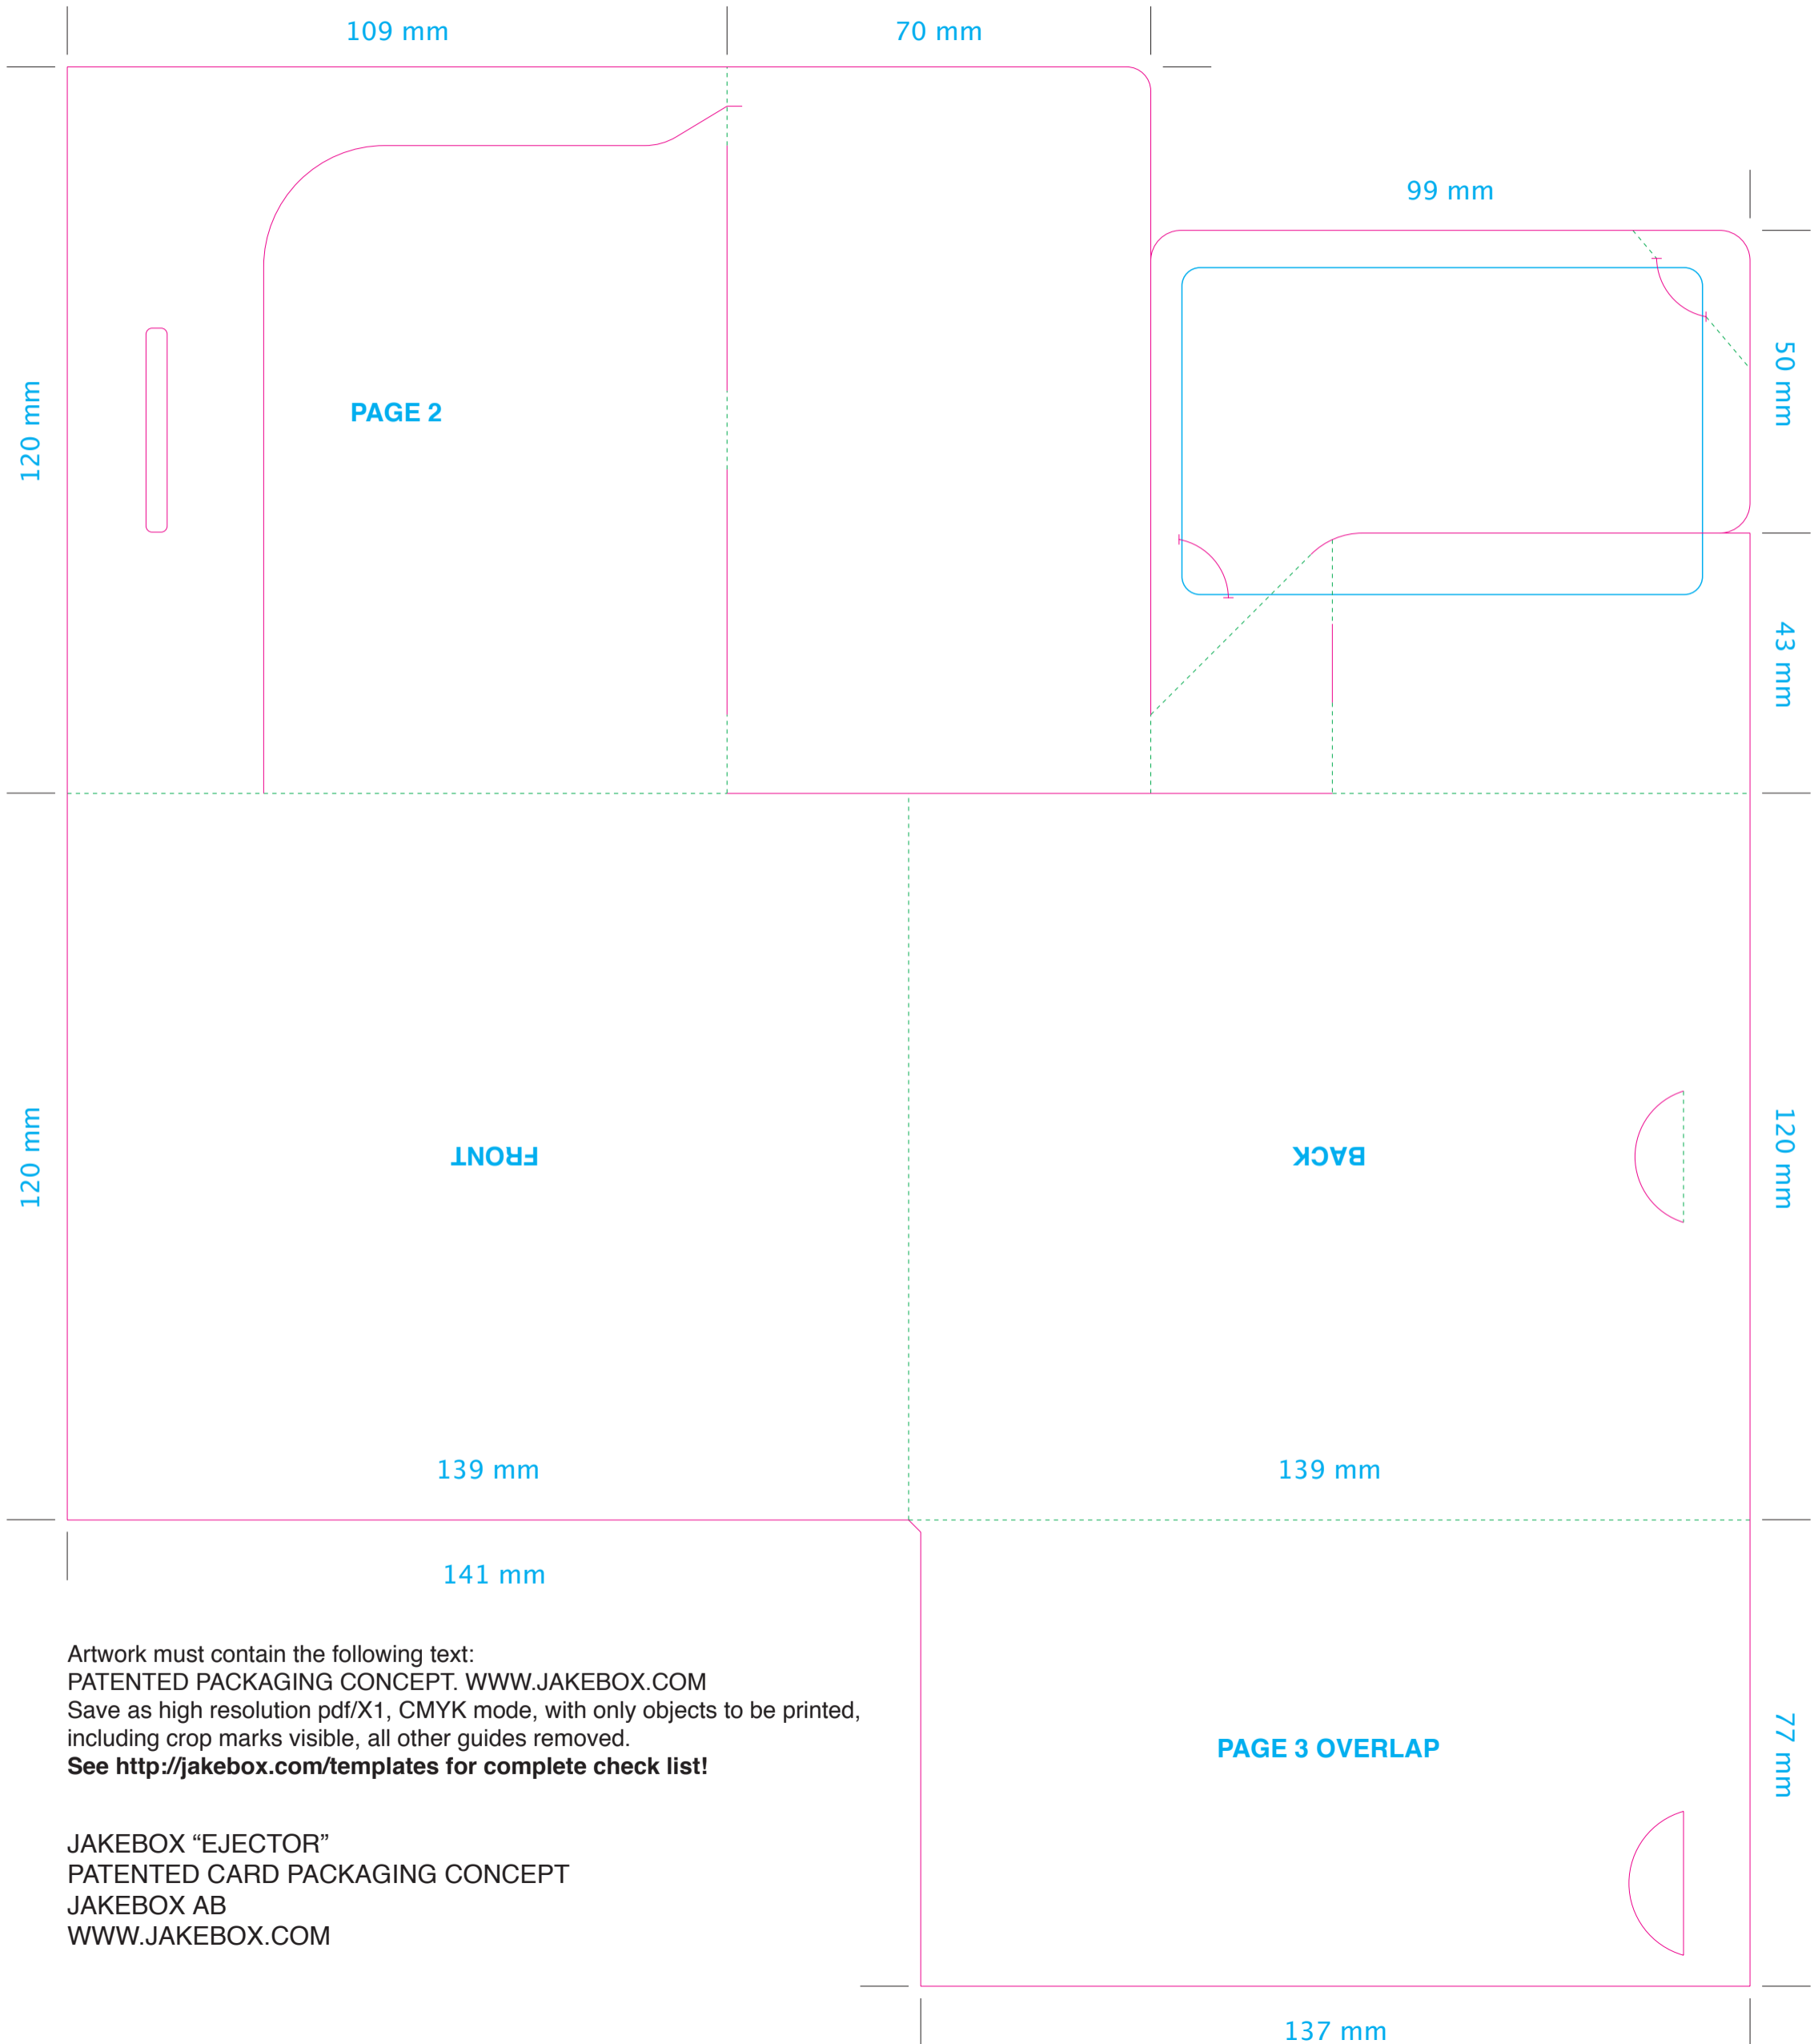 109 mm
70 mm
99 mm
50 mm
120 mm
PAGE 2
43 mm
120 mm
FRONT
BACK
120 mm
139 mm
139 mm
141 mm
Artwork must contain the following text:
PATENTED PACKAGING CONCEPT. WWW.JAKEBOX.COM
Save as high resolution pdf/X1, CMYK mode, with only objects to be printed,
including crop marks visible, all other guides removed.
See http://jakebox.com/templates for complete check list!
PAGE 3 OVERLAP
77 mm
JAKEBOX “EJECTOR”
PATENTED CARD PACKAGING CONCEPT
JAKEBOX AB
WWW.JAKEBOX.COM
137 mm